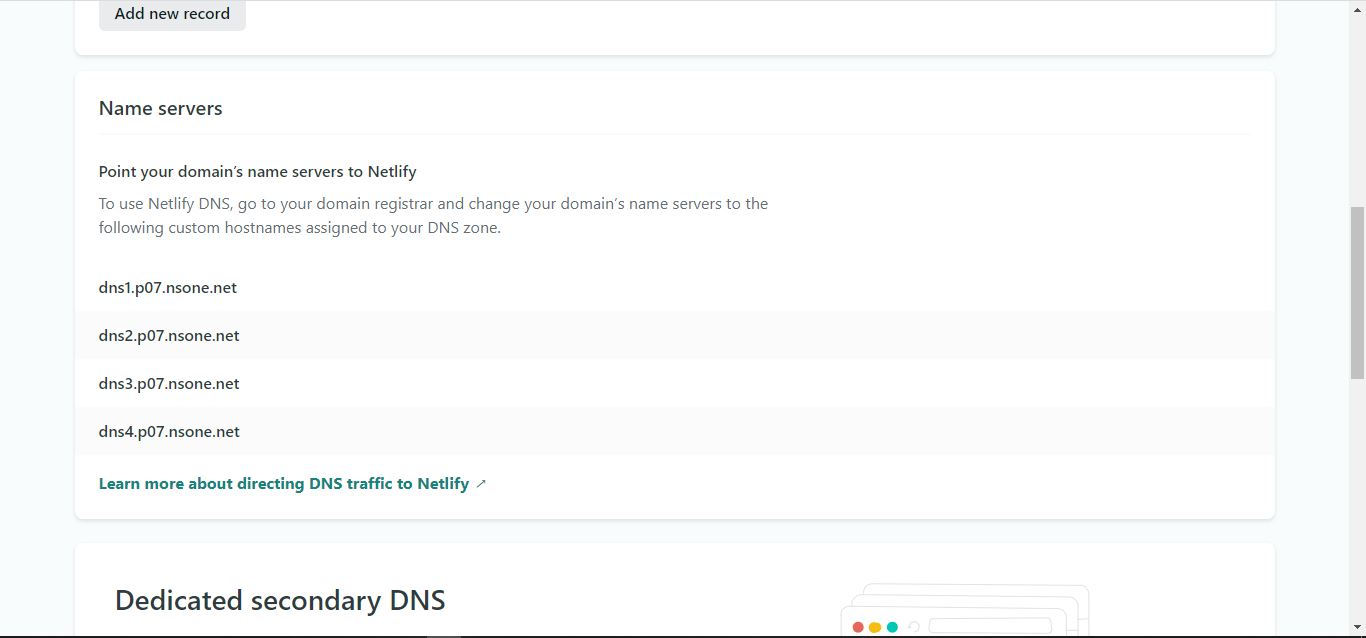 Add new record
Name servers
Point your domain’s name servers to Netlify
To use Netlify DNS, go to your domain registrar and change your domain’s name servers to the
following custom hostnames assigned to your DNS zone.
dns1.p07.nsone.net
dns2.p07.nsone.net
dns3.p07.nsone.net
dns4.p07.nsone.net
Learn more about directing DNS traffic to Netlify ↗
Dedicated secondary DNS